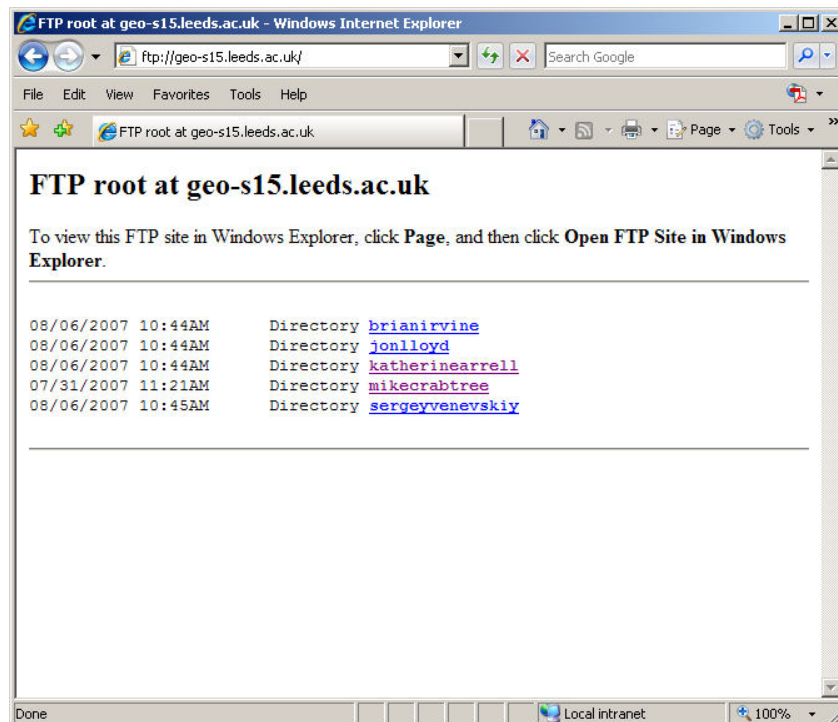 FTP root at geo-s15.leeds.ac.uk - Windows Internet Explorer
ftp://geo-s15.leeds.ac.uk/
Search Google
File Edit View Favorites Tools Help
FTP root at geo-s15.leeds.ac.uk
Page Tools »
FTP root at geo-s15.leeds.ac.uk
To view this FTP site in Windows Explorer, click Page, and then click Open FTP Site in Windows
Explorer.
08/06/2007 10:44AM Directory brianirvine
08/06/2007 10:44AM Directory jonlloyd
08/06/2007 10:44AM Directory katherinearrell
07/31/2007 11:21AM Directory mikecrabtree
08/06/2007 10:45AM Directory sergeyvenevskiy
Done Local intranet 100%